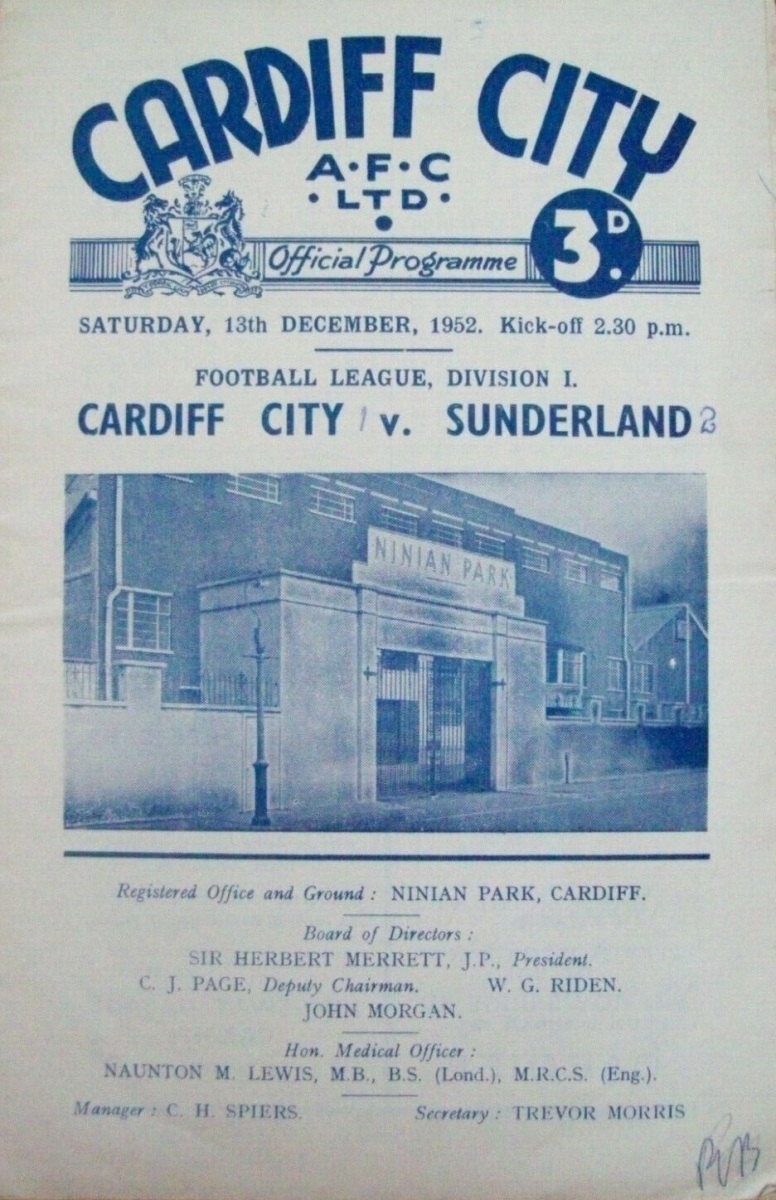 CARDIFF CITY
A·F·C
·LTD·
Official Programme 3D.
SATURDAY, 13th DECEMBER, 1952. Kick-off 2.30 p.m.
FOOTBALL LEAGUE, DIVISION I.
CARDIFF CITY 1 v. SUNDERLAND 2
NINIAN PARK
Registered Office and Ground : NINIAN PARK, CARDIFF.
Board of Directors :
SIR HERBERT MERRETT, J.P., President.
C. J. PAGE, Deputy Chairman. W. G. RIDEN.
JOHN MORGAN.
Hon. Medical Officer :
NAUNTON M. LEWIS, M.B., B.S. (Lond.), M.R.C.S. (Eng.).
Manager : C. H. SPIERS. Secretary : TREVOR MORRIS